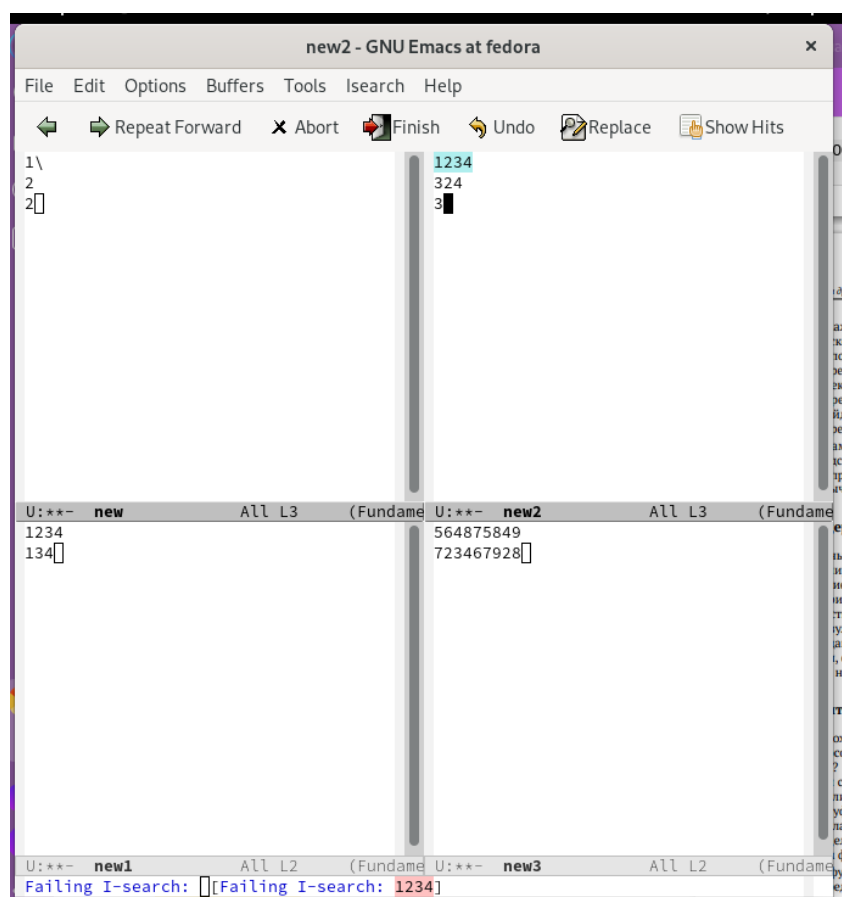 new2 - GNU Emacs at fedora ×
File Edit Options Buffers Tools Isearch Help
Repeat Forward Abort Finish Undo Replace Show Hits
1\
2
2
1234
324
3
U:**- new All L3 (Fundame
U:**- new2 All L3 (Fundame
1234
134
564875849
723467928
U:**- new1 All L2 (Fundame
U:**- new3 All L2 (Fundame
Failing I-search: [Failing I-search: 1234]